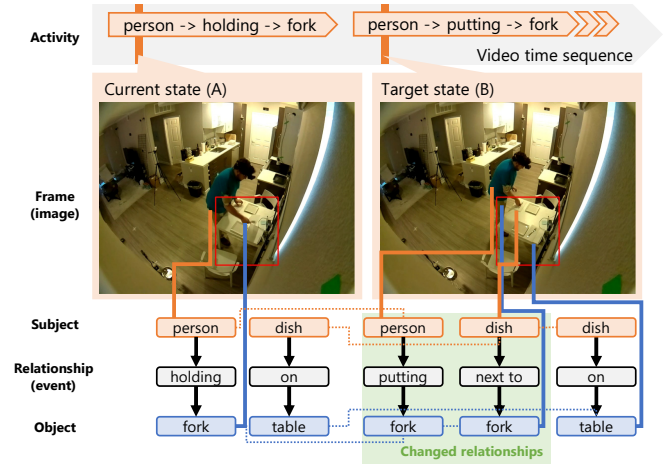 Activity
person -> holding -> fork
person -> putting -> fork
Video time sequence
Current state (A)
Target state (B)
Frame
(image)
Subject
person
dish
person
dish
dish
Relationship
(event)
holding
on
putting
next to
on
Object
fork
table
fork
fork
table
Changed relationships